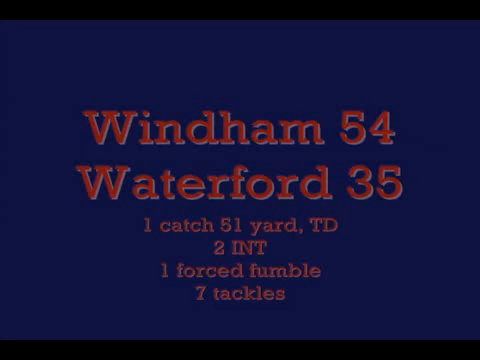 Windham 54
Waterford 35
1 catch 51 yard, TD
2 INT
1 forced fumble
7 tackles